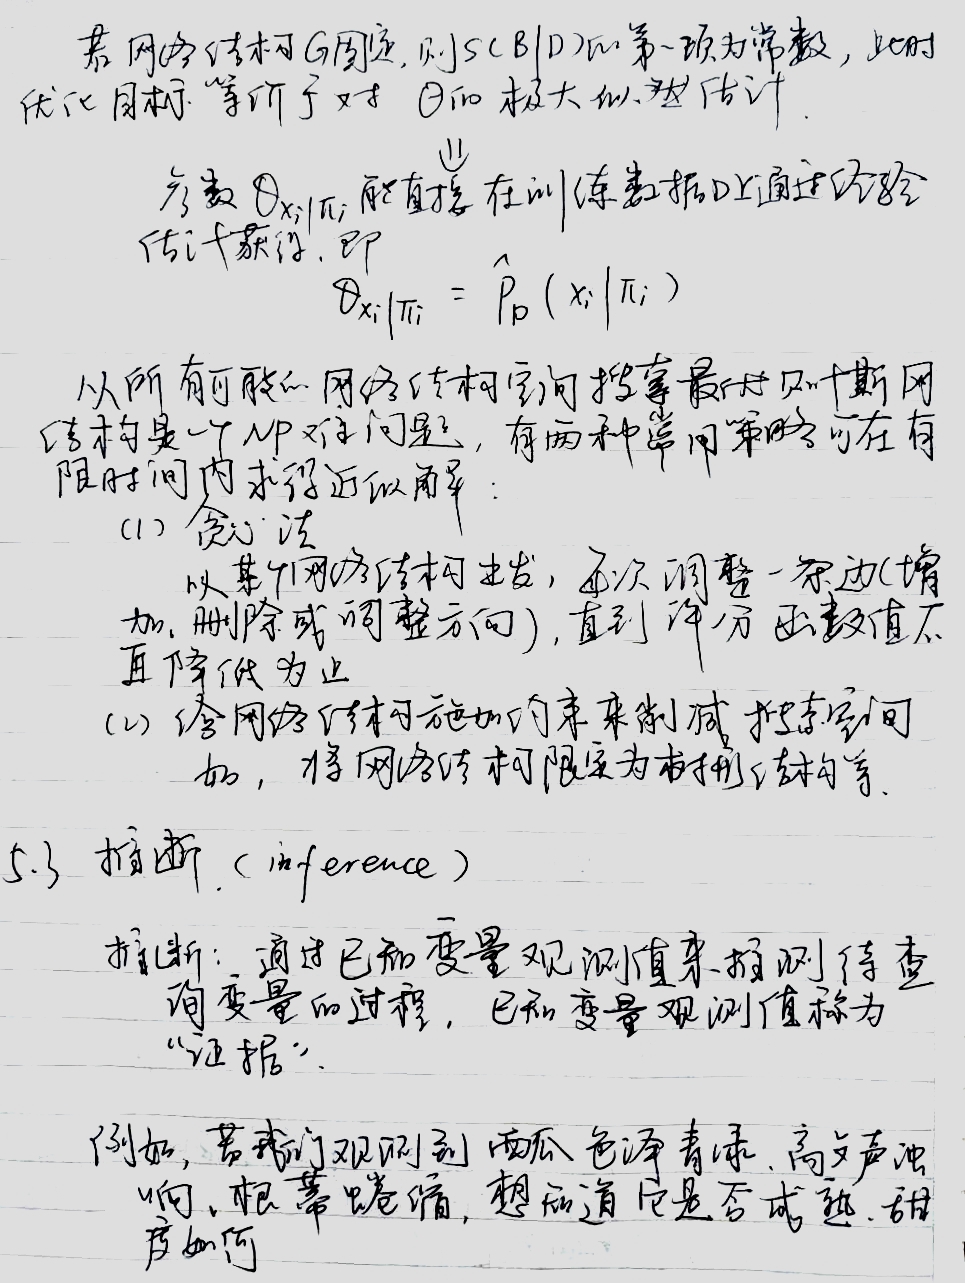 若网络结构G固定,则S(B|D)的第一项为常数,此时
优化目标等价于对 Θ的极大似然估计.
⇓
参数 θxi|πi 能直接在训练数据D上通过经验
估计获得,即
θxi|πi = P̂D(xi|πi)
从所有可能的网络结构空间搜索最优贝叶斯网
结构是一个NP难问题,有两种常用策略可在有
限时间内求得近似解:
(1) 贪心法
以某个网络结构出发,每次调整一条边(增
加、删除或调整方向),直到评分函数值不
再降低为止
(2) 给网络结构施加约束来削减搜索空间
如,将网络结构限定为树形结构等.
5.3 推断.(inference)
推断:通过已知变量观测值来推测待查
询变量的过程,已知变量观测值称为
“证据”.
例如,若我们观测到西瓜色泽青绿、敲声浊
响、根蒂蜷缩,想知道它是否成熟、甜
度如何